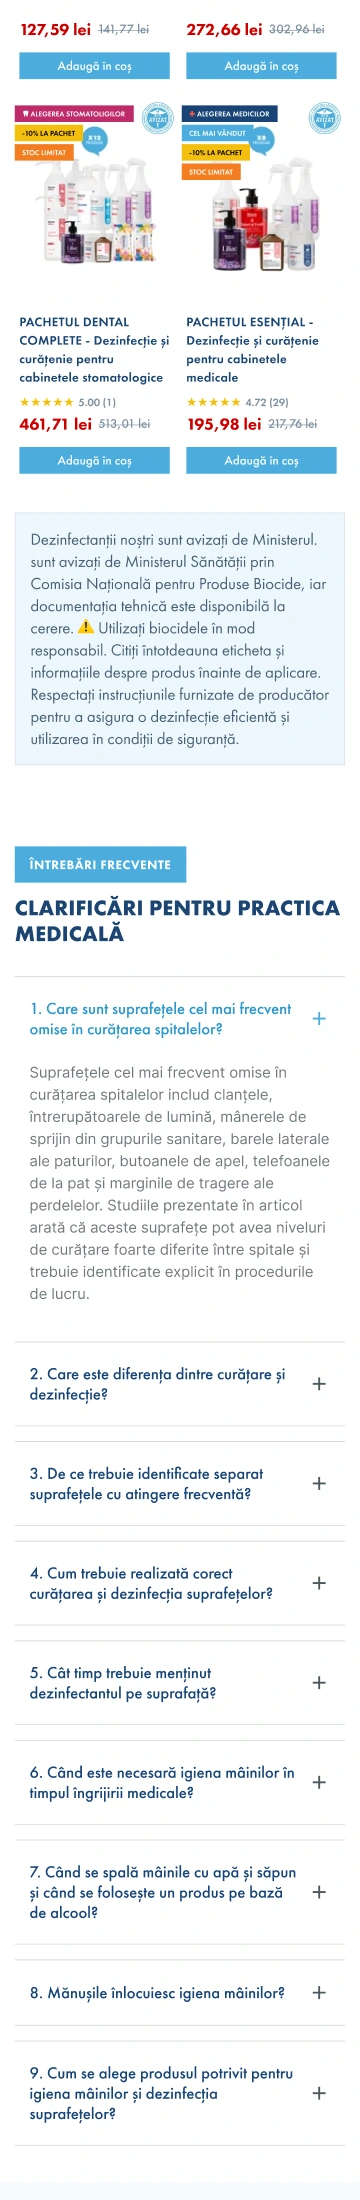 127,59 lei 141,77 lei
272,66 lei 302,96 lei
Adaugă în coș
Adaugă în coș
ALEGEREA STOMATOLOGILOR
-10% LA PACHET
STOC LIMITAT
X12
AVIZAT
ALEGEREA MEDICILOR
CEL MAI VÂNDUT
-10% LA PACHET
STOC LIMITAT
X8
AVIZAT
Lilac
Lilac
PACHETUL DENTAL
COMPLETE - Dezinfecție și
curățenie pentru
cabinetele stomatologice
★★★★★ 5.00 (1)
461,71 lei 513,01 lei
Adaugă în coș
PACHETUL ESENȚIAL -
Dezinfecție și curățenie
pentru cabinetele
medicale
★★★★★ 4.72 (29)
195,98 lei 217,76 lei
Adaugă în coș
Dezinfectanții noștri sunt avizați de Ministerul.
sunt avizați de Ministerul Sănătății prin
Comisia Națională pentru Produse Biocide, iar
documentația tehnică este disponibilă la
cerere. ⚠ Utilizați biocidele în mod
responsabil. Citiți întotdeauna eticheta și
informațiile despre produs înainte de aplicare.
Respectați instrucțiunile furnizate de producător
pentru a asigura o dezinfecție eficientă și
utilizarea în condiții de siguranță.
ÎNTREBĂRI FRECVENTE
CLARIFICĂRI PENTRU PRACTICA
MEDICALĂ
1. Care sunt suprafețele cel mai frecvent
omise în curățarea spitalelor?
Suprafețele cel mai frecvent omise în
curățarea spitalelor includ clanțele,
întrerupătoarele de lumină, mânerele de
sprijin din grupurile sanitare, barele laterale
ale paturilor, butoanele de apel, telefoanele
de la pat și marginile de tragere ale
perdelelor. Studiile prezentate în articol
arată că aceste suprafețe pot avea niveluri
de curățare foarte diferite între spitale și
trebuie identificate explicit în procedurile
de lucru.
2. Care este diferența dintre curățare și
dezinfecție?
3. De ce trebuie identificate separat
suprafețele cu atingere frecventă?
4. Cum trebuie realizată corect
curățarea și dezinfecția suprafețelor?
5. Cât timp trebuie menținut
dezinfectantul pe suprafață?
6. Când este necesară igiena mâinilor în
timpul îngrijirii medicale?
7. Când se spală mâinile cu apă și săpun
și când se folosește un produs pe bază
de alcool?
8. Mănușile înlocuiesc igiena mâinilor?
9. Cum se alege produsul potrivit pentru
igiena mâinilor și dezinfecția
suprafețelor?